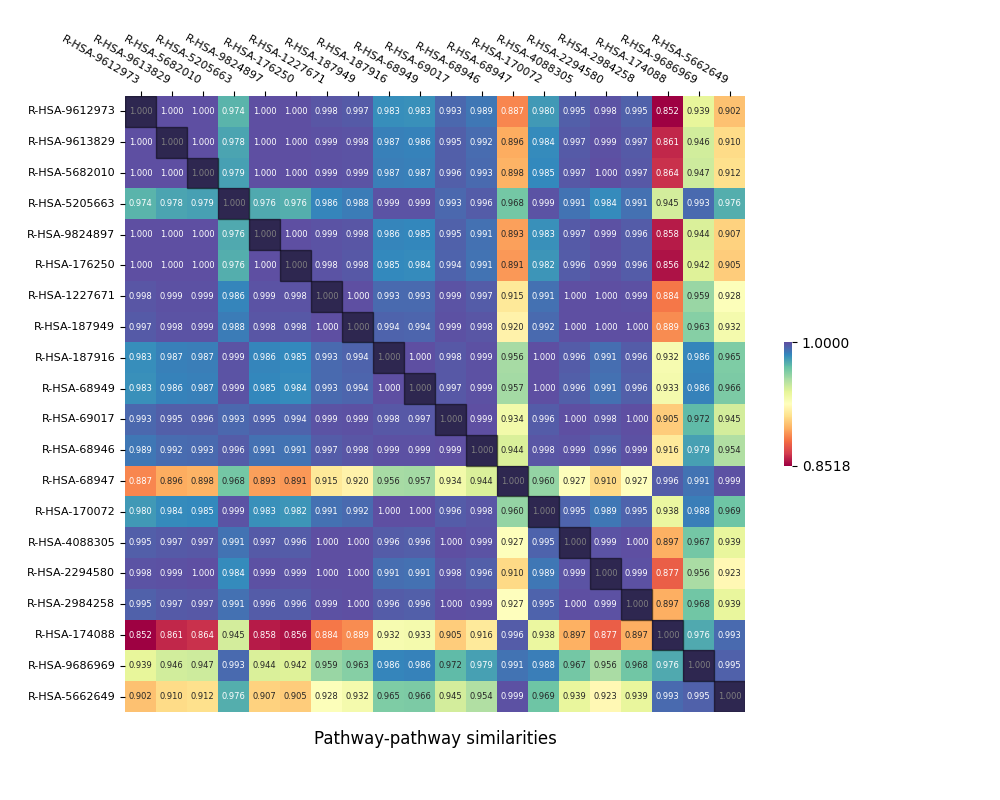 R-HSA-9612973
R-HSA-9613829
R-HSA-5682010
R-HSA-5205663
R-HSA-9824897
R-HSA-176250
R-HSA-1227671
R-HSA-187949
R-HSA-187916
R-HSA-68949
R-HSA-69017
R-HSA-68946
R-HSA-68947
R-HSA-170072
R-HSA-4088305
R-HSA-2294580
R-HSA-2984258
R-HSA-174088
R-HSA-9686969
R-HSA-5662649
R-HSA-9612973 1.000 1.000 1.000 0.974 1.000 1.000 0.998 0.997 0.983 0.983 0.993 0.989 0.887 0.980 0.995 0.998 0.995 0.852 0.939 0.902
R-HSA-9613829 1.000 1.000 1.000 0.978 1.000 1.000 0.999 0.998 0.987 0.986 0.995 0.992 0.896 0.984 0.997 0.999 0.997 0.861 0.946 0.910
R-HSA-5682010 1.000 1.000 1.000 0.979 1.000 1.000 0.999 0.999 0.987 0.987 0.996 0.993 0.898 0.985 0.997 1.000 0.997 0.864 0.947 0.912
R-HSA-5205663 0.974 0.978 0.979 1.000 0.976 0.976 0.986 0.988 0.999 0.999 0.993 0.996 0.968 0.999 0.991 0.984 0.991 0.945 0.993 0.976
R-HSA-9824897 1.000 1.000 1.000 0.976 1.000 1.000 0.999 0.998 0.986 0.985 0.995 0.991 0.893 0.983 0.997 0.999 0.996 0.858 0.944 0.907
R-HSA-176250 1.000 1.000 1.000 0.976 1.000 1.000 0.998 0.998 0.985 0.984 0.994 0.991 0.891 0.982 0.996 0.999 0.996 0.856 0.942 0.905
R-HSA-1227671 0.998 0.999 0.999 0.986 0.999 0.998 1.000 1.000 0.993 0.993 0.999 0.997 0.915 0.991 1.000 1.000 0.999 0.884 0.959 0.928
R-HSA-187949 0.997 0.998 0.999 0.988 0.998 0.998 1.000 1.000 0.994 0.994 0.999 0.998 0.920 0.992 1.000 1.000 1.000 0.889 0.963 0.932
R-HSA-187916 0.983 0.987 0.987 0.999 0.986 0.985 0.993 0.994 1.000 1.000 0.998 0.999 0.956 1.000 0.996 0.991 0.996 0.932 0.986 0.965
R-HSA-68949 0.983 0.986 0.987 0.999 0.985 0.984 0.993 0.994 1.000 1.000 0.997 0.999 0.957 1.000 0.996 0.991 0.996 0.933 0.986 0.966
R-HSA-69017 0.993 0.995 0.996 0.993 0.995 0.994 0.999 0.999 0.998 0.997 1.000 0.999 0.934 0.996 1.000 0.998 1.000 0.905 0.972 0.945
R-HSA-68946 0.989 0.992 0.993 0.996 0.991 0.991 0.997 0.998 0.999 0.999 0.999 1.000 0.944 0.998 0.999 0.996 0.999 0.916 0.979 0.954
R-HSA-68947 0.887 0.896 0.898 0.968 0.893 0.891 0.915 0.920 0.956 0.957 0.934 0.944 1.000 0.960 0.927 0.910 0.927 0.996 0.991 0.999
R-HSA-170072 0.980 0.984 0.985 0.999 0.983 0.982 0.991 0.992 1.000 1.000 0.996 0.998 0.960 1.000 0.995 0.989 0.995 0.938 0.988 0.969
R-HSA-4088305 0.995 0.997 0.997 0.991 0.997 0.996 1.000 1.000 0.996 0.996 1.000 0.999 0.927 0.995 1.000 0.999 1.000 0.897 0.967 0.939
R-HSA-2294580 0.998 0.999 1.000 0.984 0.999 0.999 1.000 1.000 0.991 0.991 0.998 0.996 0.910 0.989 0.999 1.000 0.999 0.877 0.956 0.923
R-HSA-2984258 0.995 0.997 0.997 0.991 0.996 0.996 0.999 1.000 0.996 0.996 1.000 0.999 0.927 0.995 1.000 0.999 1.000 0.897 0.968 0.939
R-HSA-174088 0.852 0.861 0.864 0.945 0.858 0.856 0.884 0.889 0.932 0.933 0.905 0.916 0.996 0.938 0.897 0.877 0.897 1.000 0.976 0.993
R-HSA-9686969 0.939 0.946 0.947 0.993 0.944 0.942 0.959 0.963 0.986 0.986 0.972 0.979 0.991 0.988 0.967 0.956 0.968 0.976 1.000 0.995
R-HSA-5662649 0.902 0.910 0.912 0.976 0.907 0.905 0.928 0.932 0.965 0.966 0.945 0.954 0.999 0.969 0.939 0.923 0.939 0.993 0.995 1.000
1.0000
0.8518
Pathway-pathway similarities